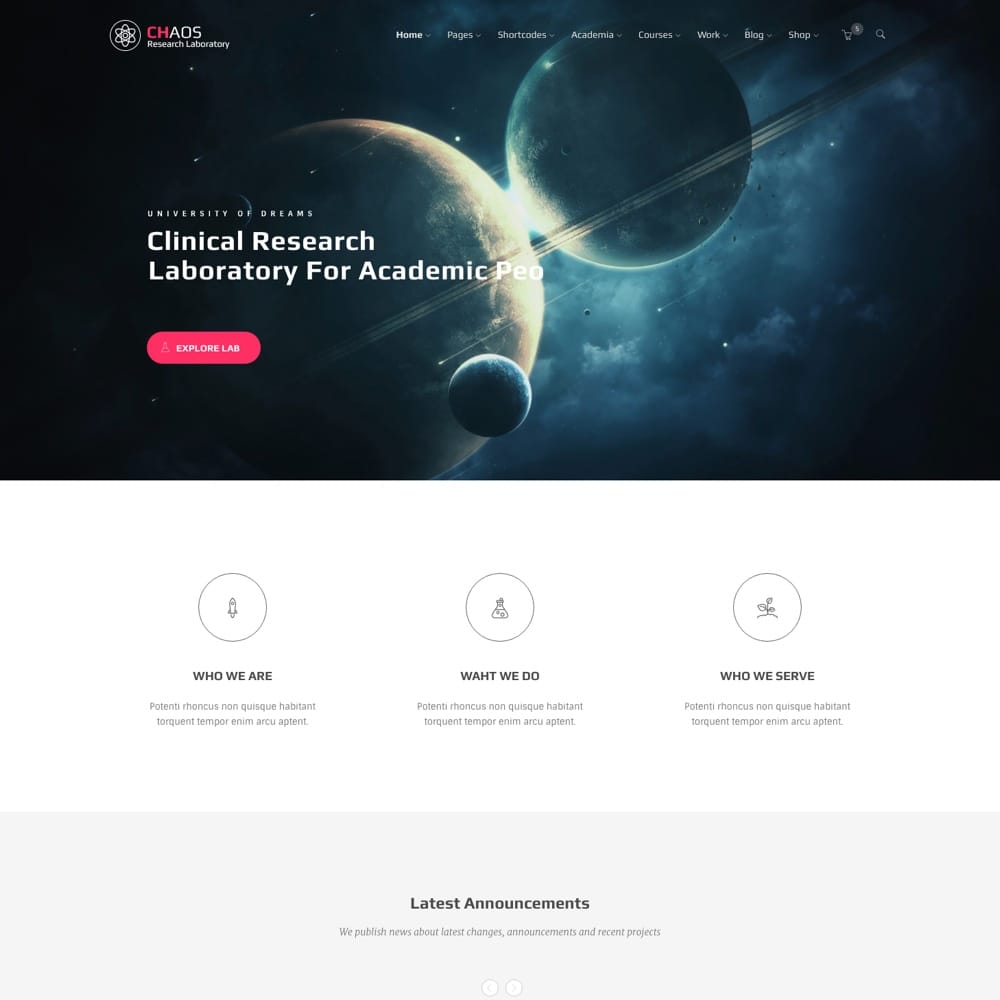 CHAOS
Research Laboratory
Home
Pages
Shortcodes
Academia
Courses
Work
Blog
Shop
5
UNIVERSITY OF DREAMS
Clinical Research
Laboratory For Academic Peo
EXPLORE LAB
WHO WE ARE
Potenti rhoncus non quisque habitant
torquent tempor enim arcu aptent.
WAHT WE DO
Potenti rhoncus non quisque habitant
torquent tempor enim arcu aptent.
WHO WE SERVE
Potenti rhoncus non quisque habitant
torquent tempor enim arcu aptent.
Latest Announcements
We publish news about latest changes, announcements and recent projects